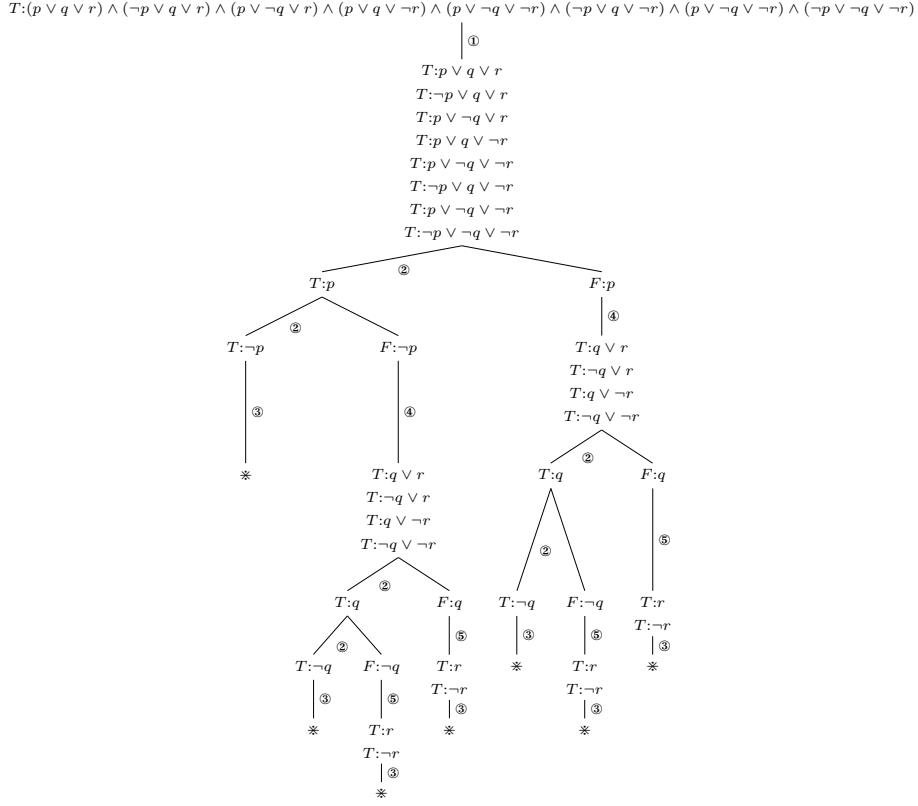 T:(p ∨ q ∨ r) ∧ (¬p ∨ q ∨ r) ∧ (p ∨ ¬q ∨ r) ∧ (p ∨ q ∨ ¬r) ∧ (p ∨ ¬q ∨ ¬r) ∧ (¬p ∨ q ∨ ¬r) ∧ (p ∨ ¬q ∨ ¬r) ∧ (¬p ∨ ¬q ∨ ¬r)
①
T:p ∨ q ∨ r
T:¬p ∨ q ∨ r
T:p ∨ ¬q ∨ r
T:p ∨ q ∨ ¬r
T:p ∨ ¬q ∨ ¬r
T:¬p ∨ q ∨ ¬r
T:p ∨ ¬q ∨ ¬r
T:¬p ∨ ¬q ∨ ¬r
②
T:p F:p
② ④
T:¬p F:¬p T:q ∨ r
T:¬q ∨ r
T:q ∨ ¬r
③ ④ T:¬q ∨ ¬r
②
⋇ T:q ∨ r T:q F:q
T:¬q ∨ r
T:q ∨ ¬r
T:¬q ∨ ¬r ② ⑤
②
T:q F:q T:¬q F:¬q T:r
T:¬r
② ⑤ ③ ⑤ ③
T:¬q F:¬q T:r ⋇ T:r ⋇
T:¬r T:¬r
③ ⑤ ③ ③
⋇ T:r ⋇ ⋇
T:¬r
③
⋇